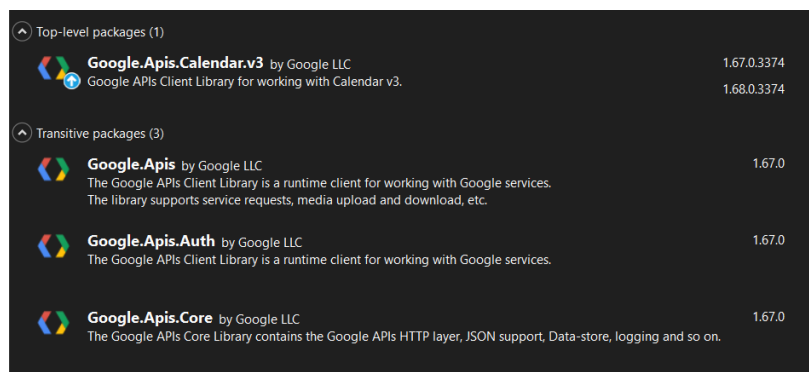 Top-level packages (1)
Google.Apis.Calendar.v3 by Google LLC 1.67.0.3374
Google APIs Client Library for working with Calendar v3. 1.68.0.3374
Transitive packages (3)
Google.Apis by Google LLC 1.67.0
The Google APIs Client Library is a runtime client for working with Google services.
The library supports service requests, media upload and download, etc.
Google.Apis.Auth by Google LLC 1.67.0
The Google APIs Client Library is a runtime client for working with Google services.
Google.Apis.Core by Google LLC 1.67.0
The Google APIs Core Library contains the Google APIs HTTP layer, JSON support, Data-store, logging and so on.